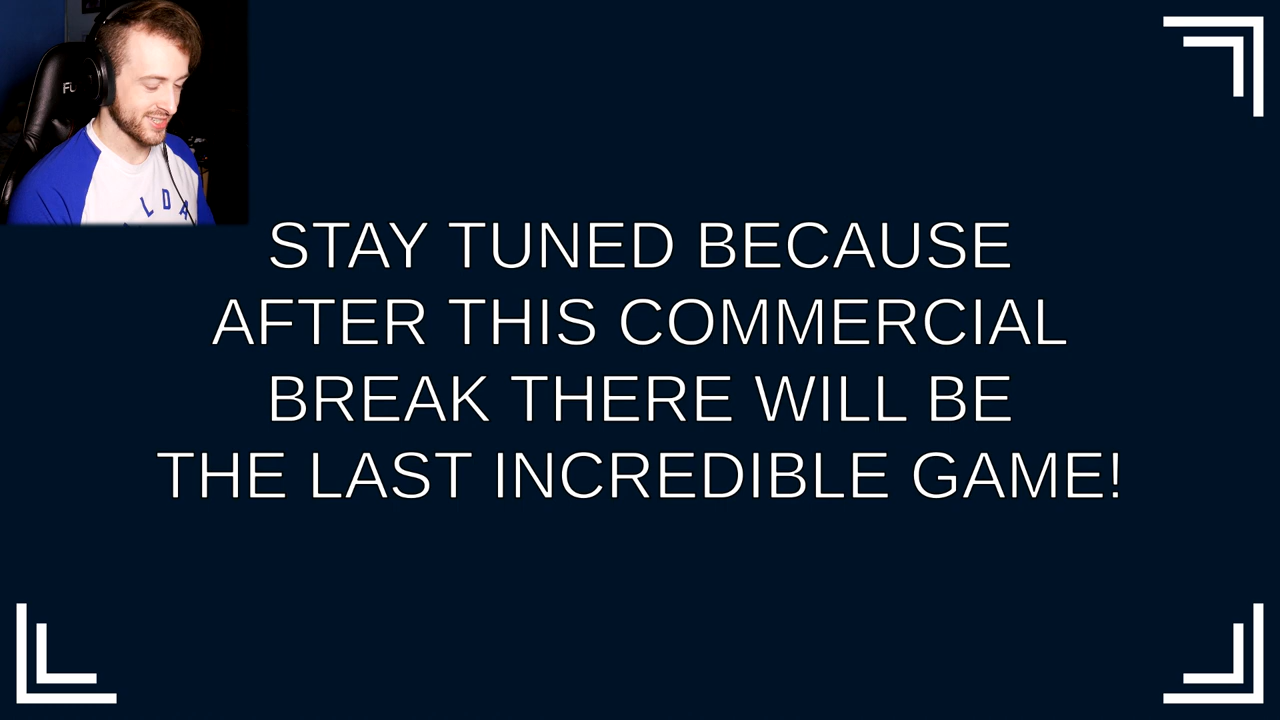 STAY TUNED BECAUSE
AFTER THIS COMMERCIAL
BREAK THERE WILL BE
THE LAST INCREDIBLE GAME!